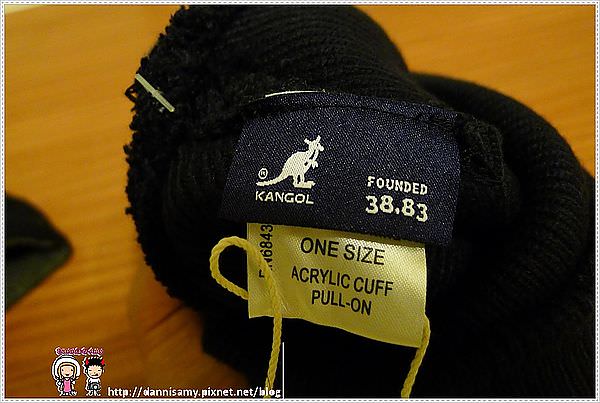 ®
KANGOL
FOUNDED
38.83
ONE SIZE
ACRYLIC CUFF
PULL-ON
http://dannisamy.pixnet.net/blog